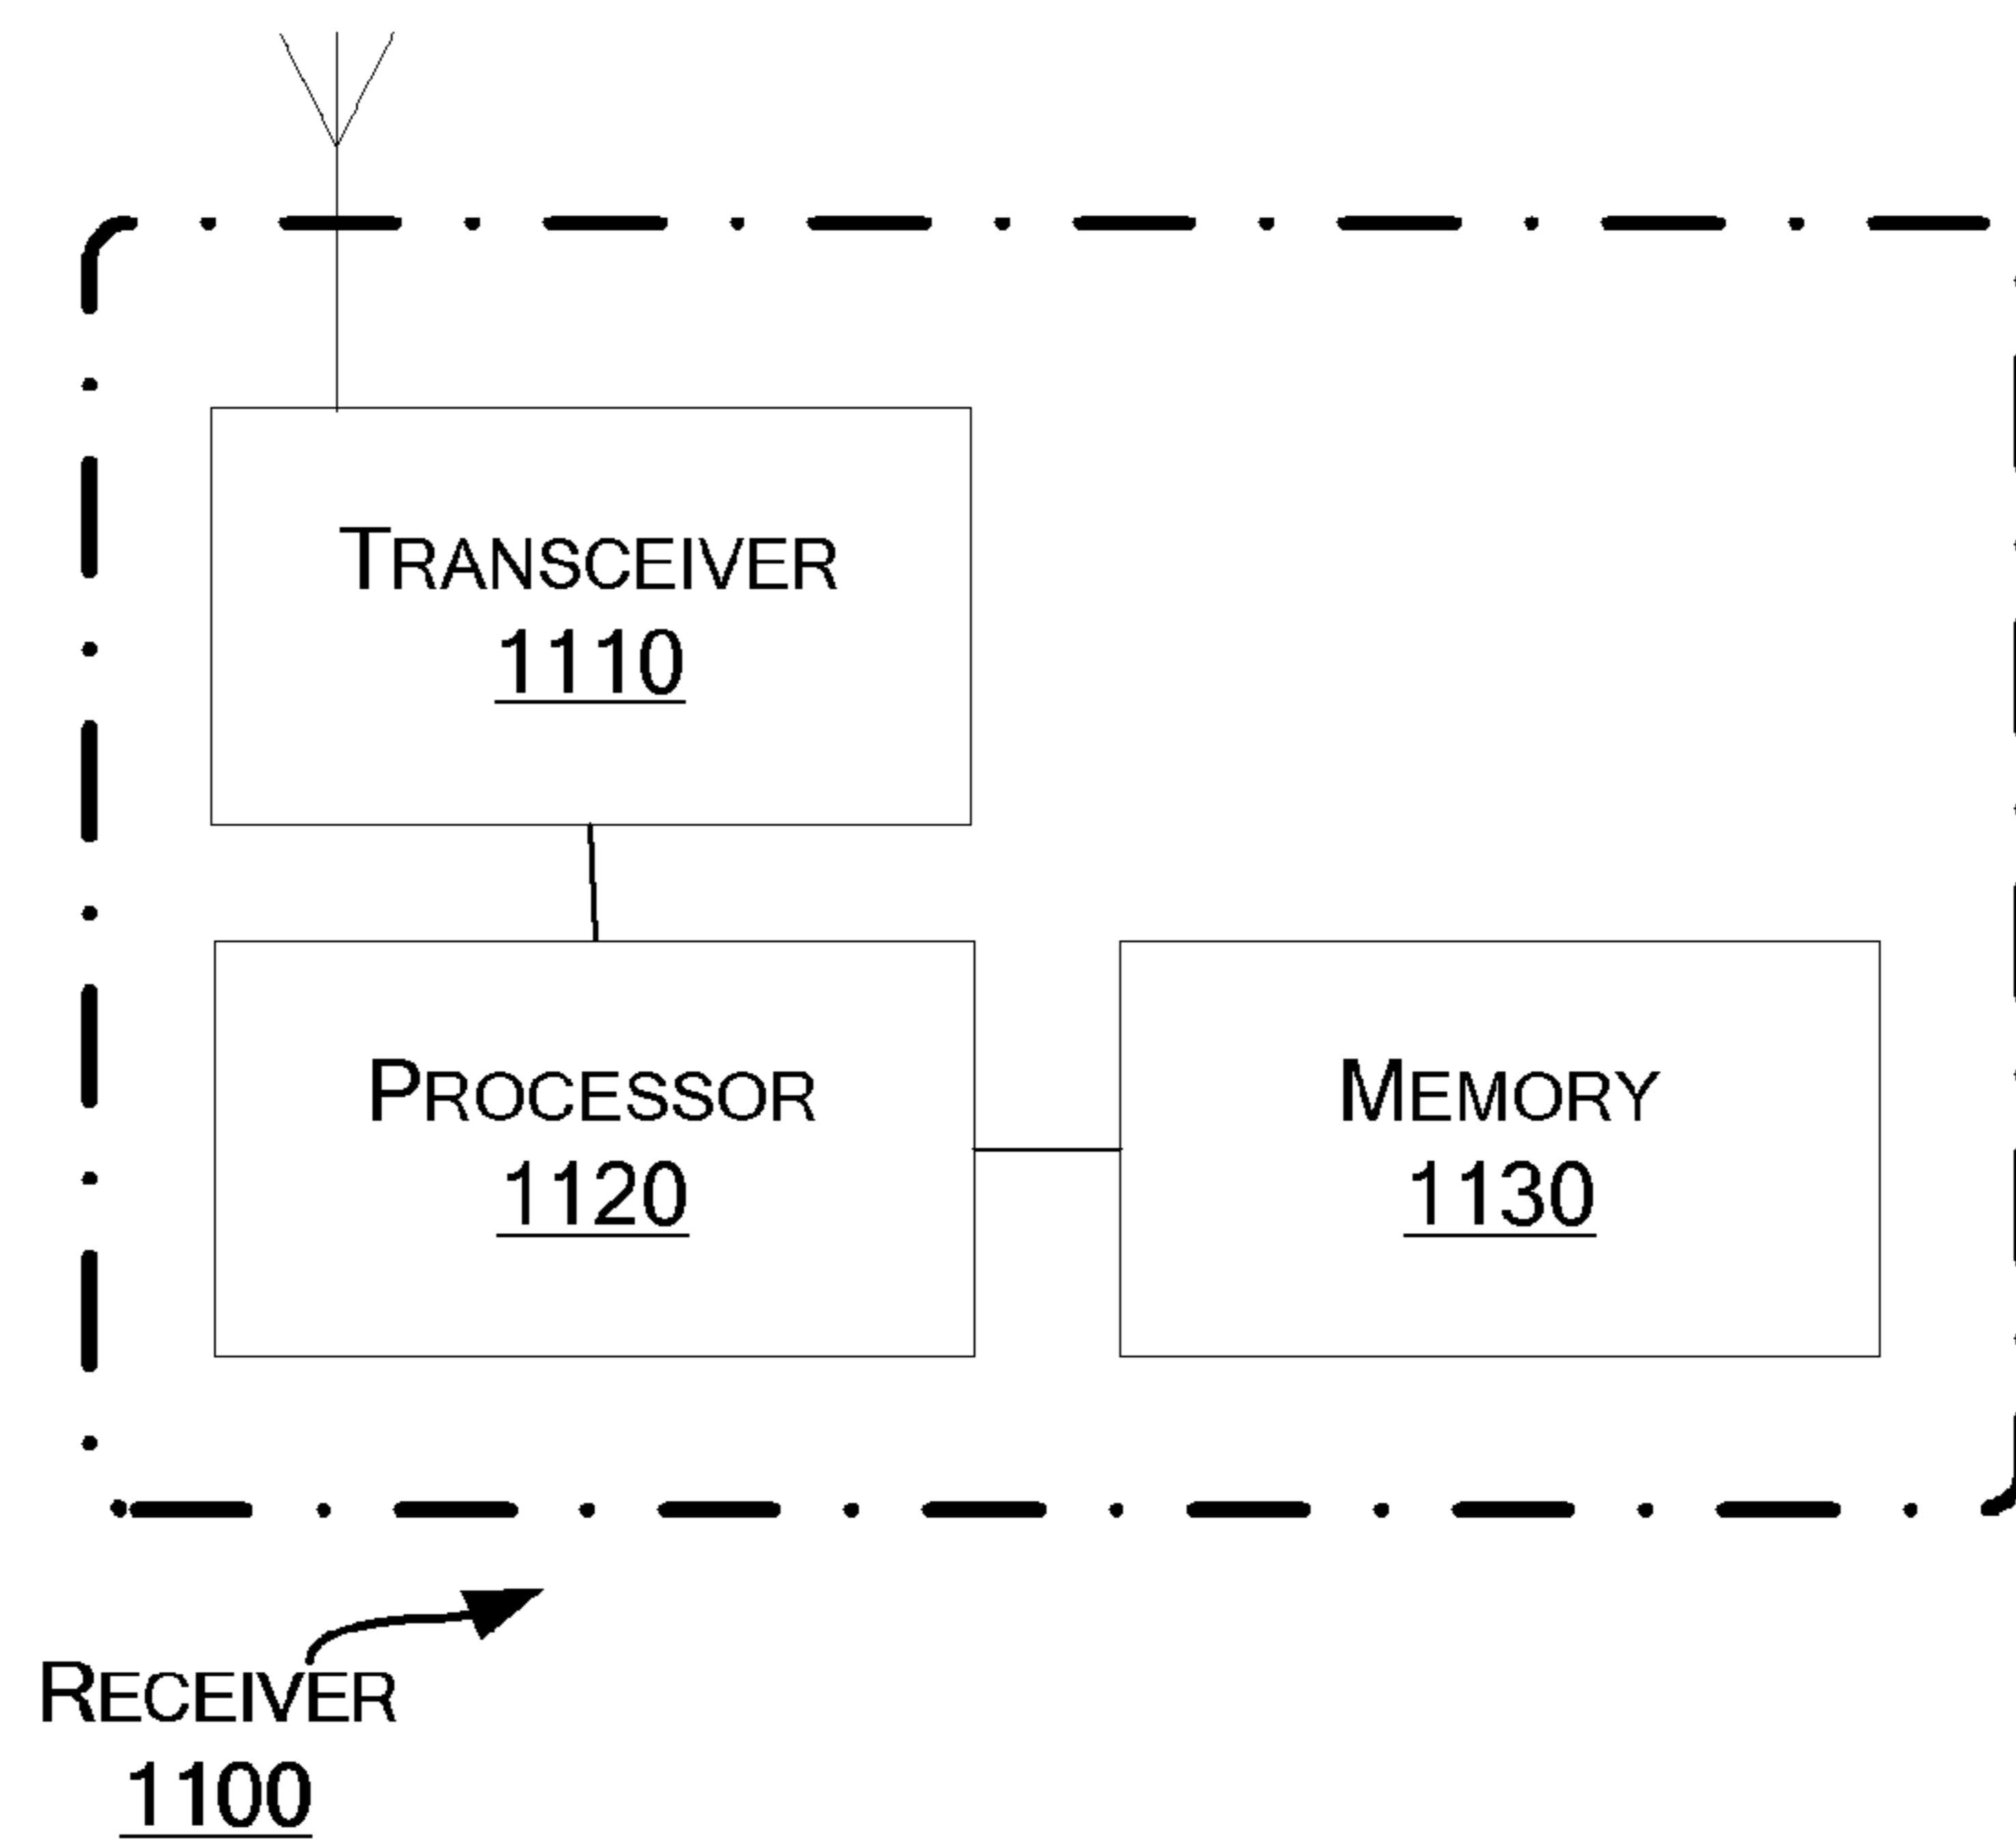 TRANSCEIVER
1110
PROCESSOR
1120
MEMORY
1130
RECEIVER
1100